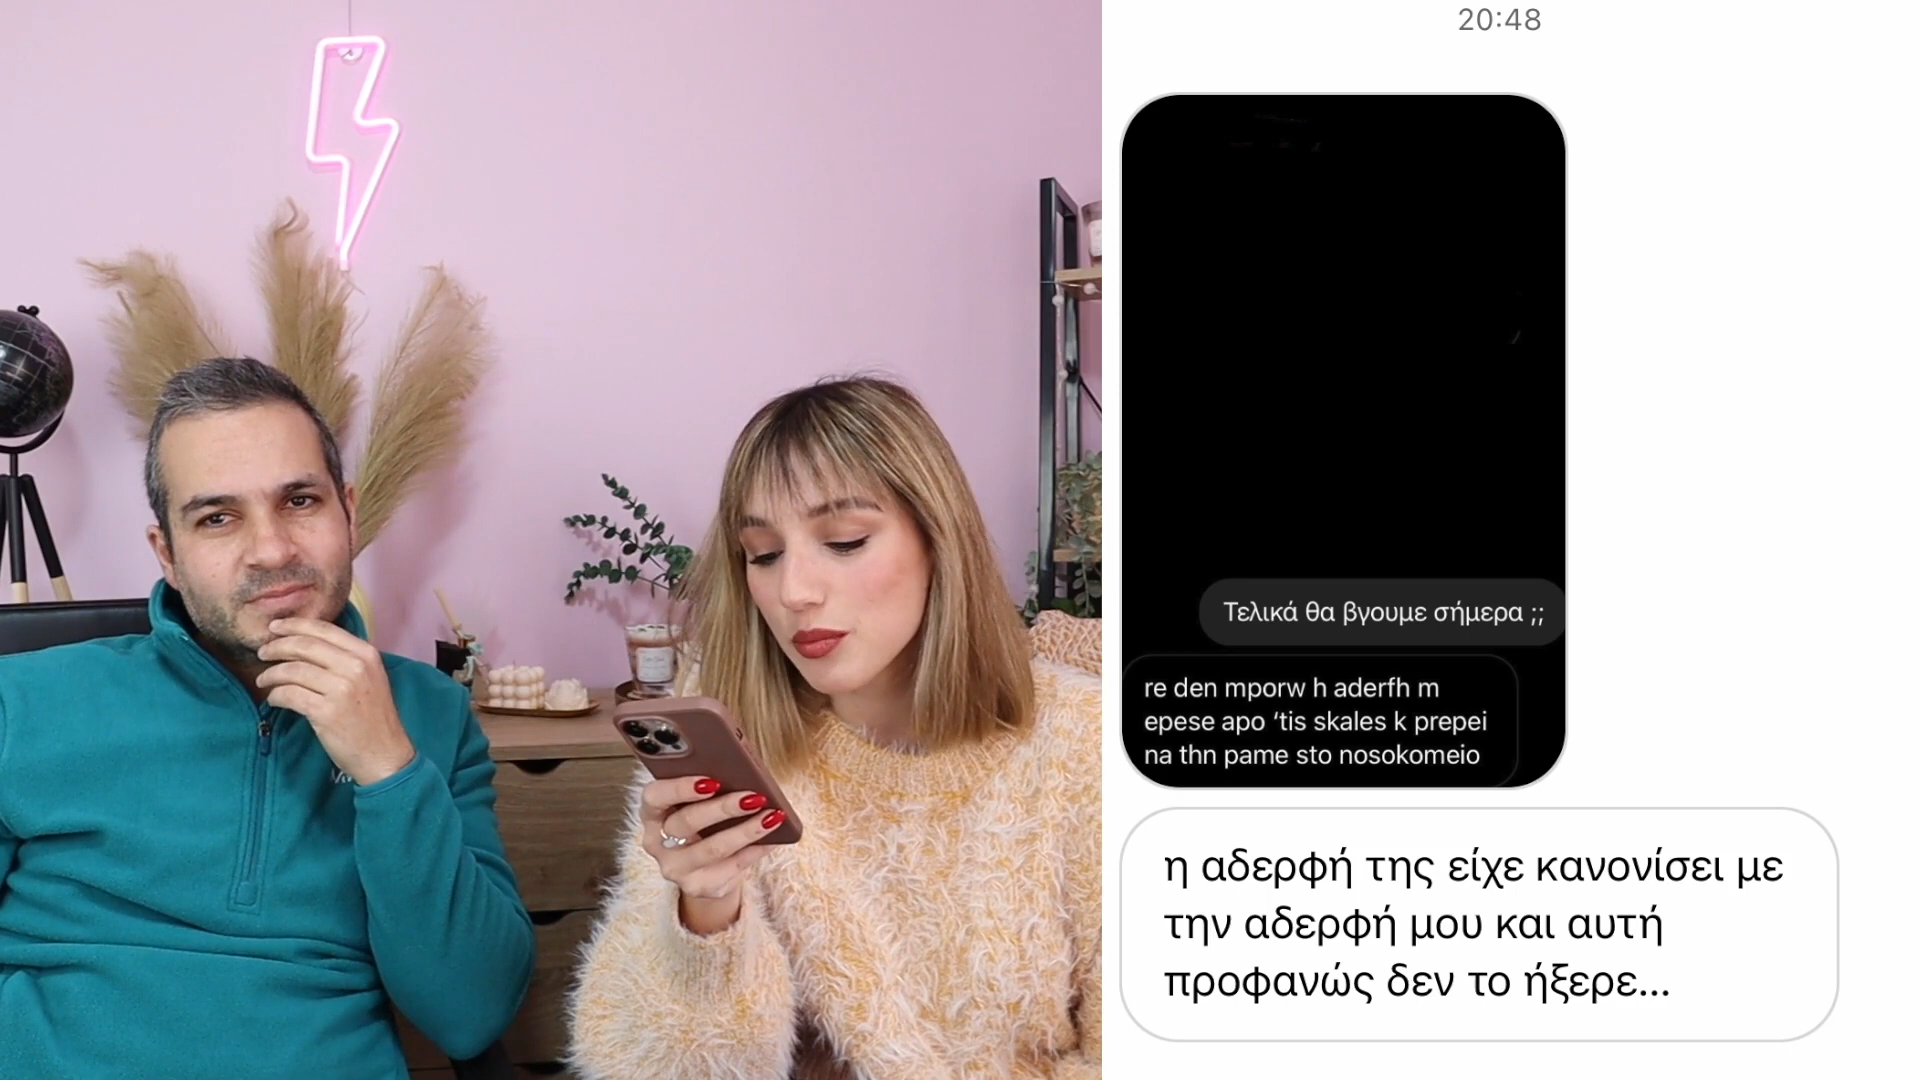 20:48
Τελικά θα βγουμε σήμερα ;;
re den mporw h aderfh m
epese apo ‘tis skales k prepei
na thn pame sto nosokomeio
η αδερφή της είχε κανονίσει με
την αδερφή μου και αυτή
προφανώς δεν το ήξερε...